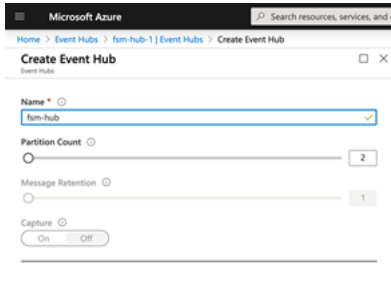 Microsoft Azure
Search resources, services, and
Home > Event Hubs > fsm-hub-1 | Event Hubs > Create Event Hub
Create Event Hub
Event Hubs
Name *
fsm-hub
Partition Count
2
Message Retention
1
Capture
On Off